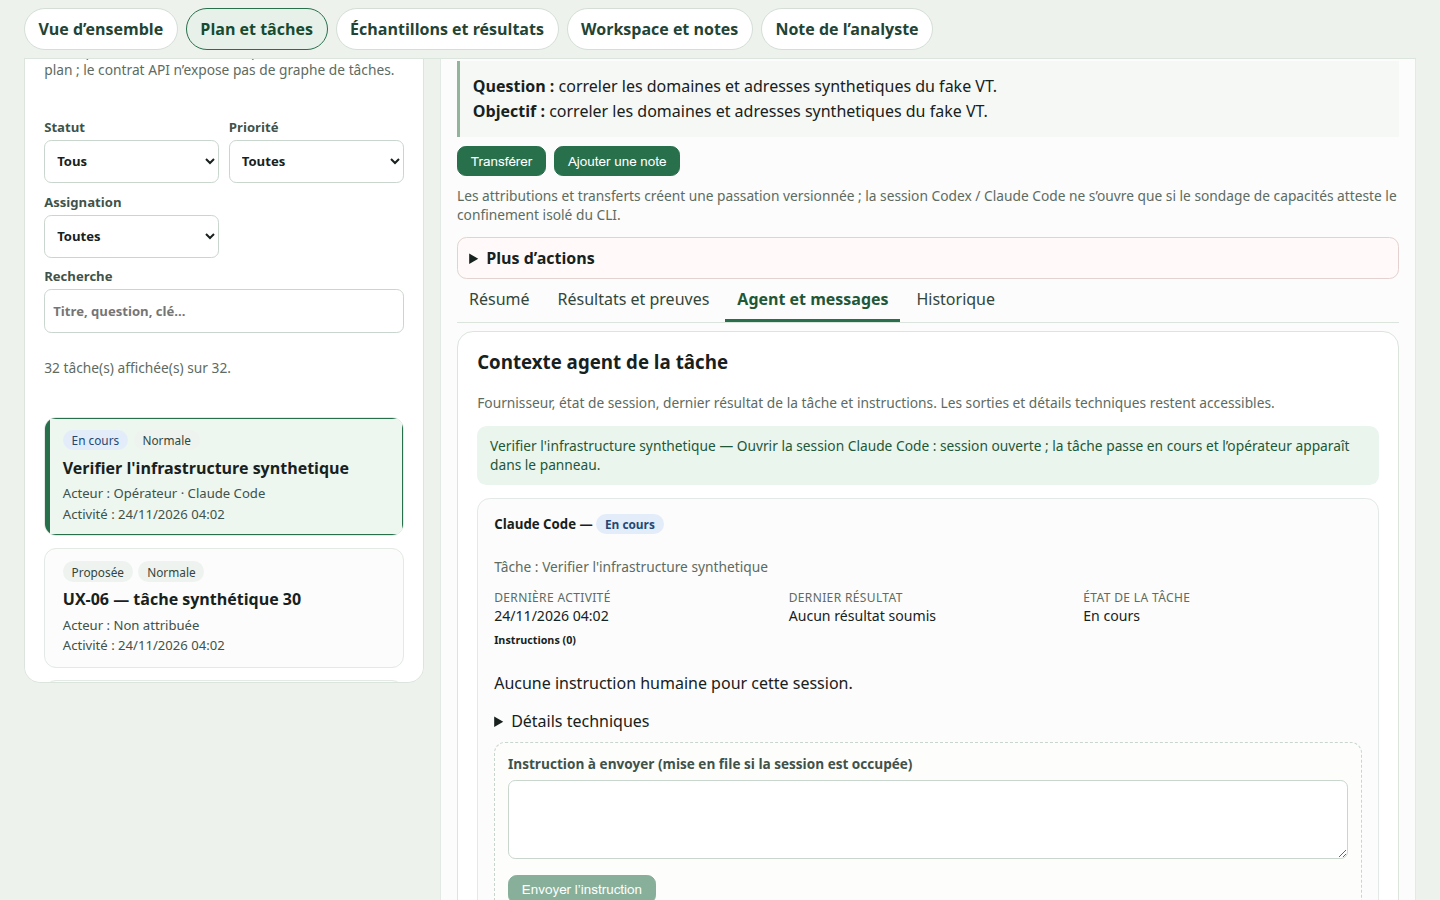 Vue d’ensemble
Plan et tâches
Échantillons et résultats
Workspace et notes
Note de l’analyste
plan ; le contrat API n’expose pas de graphe de tâches.
Statut
Priorité
Tous
Toutes
Assignation
Toutes
Recherche
Titre, question, clé…
32 tâche(s) affichée(s) sur 32.
En cours
Normale
Verifier l'infrastructure synthetique
Acteur : Opérateur · Claude Code
Activité : 24/11/2026 04:02
Proposée
Normale
UX-06 — tâche synthétique 30
Acteur : Non attribuée
Activité : 24/11/2026 04:02
Question : correler les domaines et adresses synthetiques du fake VT.
Objectif : correler les domaines et adresses synthetiques du fake VT.
Transférer
Ajouter une note
Les attributions et transferts créent une passation versionnée ; la session Codex / Claude Code ne s’ouvre que si le sondage de capacités atteste le
confinement isolé du CLI.
Plus d’actions
Résumé
Résultats et preuves
Agent et messages
Historique
Contexte agent de la tâche
Fournisseur, état de session, dernier résultat de la tâche et instructions. Les sorties et détails techniques restent accessibles.
Verifier l'infrastructure synthetique — Ouvrir la session Claude Code : session ouverte ; la tâche passe en cours et l’opérateur apparaît
dans le panneau.
Claude Code — En cours
Tâche : Verifier l'infrastructure synthetique
DERNIÈRE ACTIVITÉ
24/11/2026 04:02
DERNIER RÉSULTAT
Aucun résultat soumis
ÉTAT DE LA TÂCHE
En cours
Instructions (0)
Aucune instruction humaine pour cette session.
Détails techniques
Instruction à envoyer (mise en file si la session est occupée)
Envoyer l’instruction